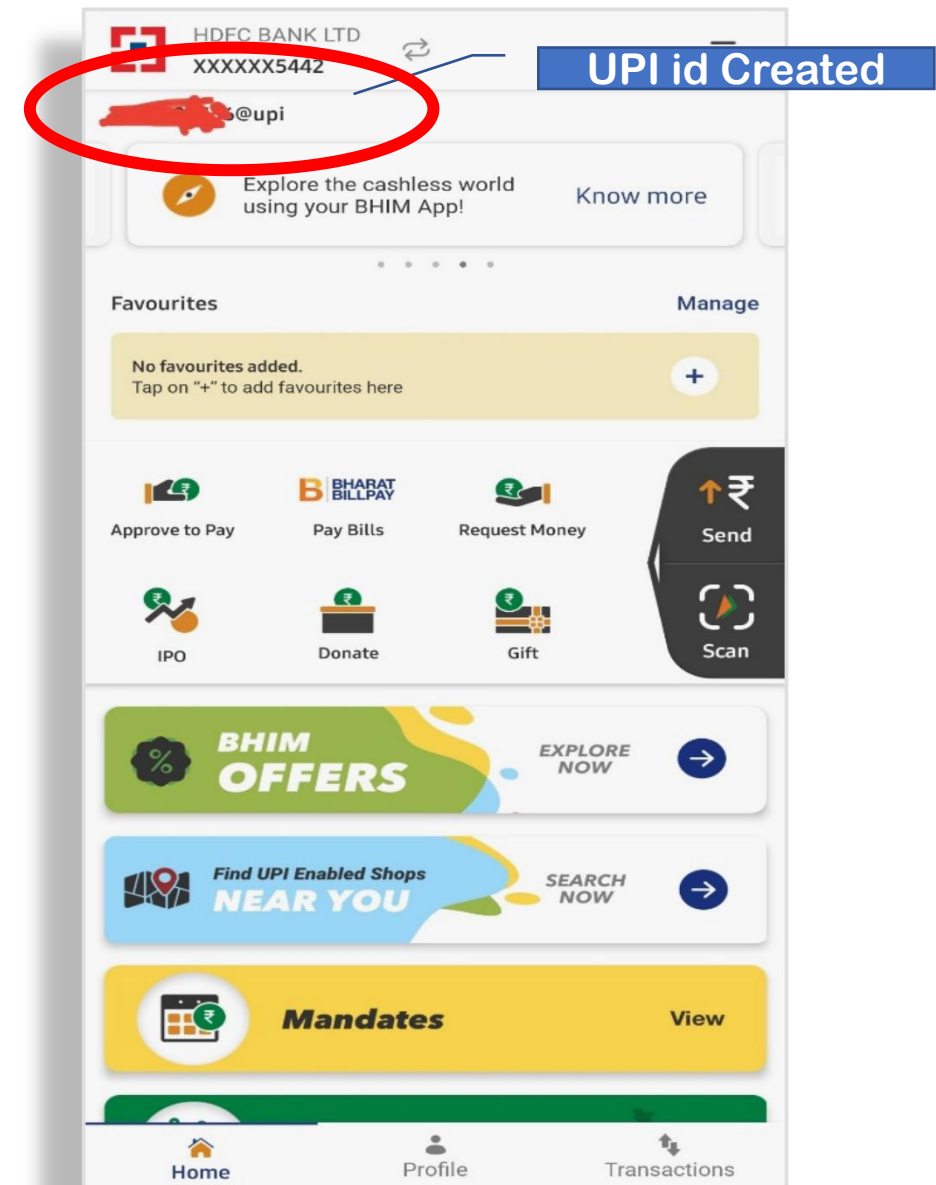 HDFC BANK LTD
XXXXXX5442
UPI id Created
@upi
Explore the cashless world
using your BHIM App!
Know more
Favourites
Manage
No favourites added.
Tap on "+" to add favourites here
+
Approve to Pay
B BHARAT
BILLPAY
Pay Bills
Request Money
₹
Send
IPO
Donate
Gift
Scan
%
BHIM
OFFERS
EXPLORE
NOW
Find UPI Enabled Shops
NEAR YOU
SEARCH
NOW
Mandates
View
Home
Profile
Transactions